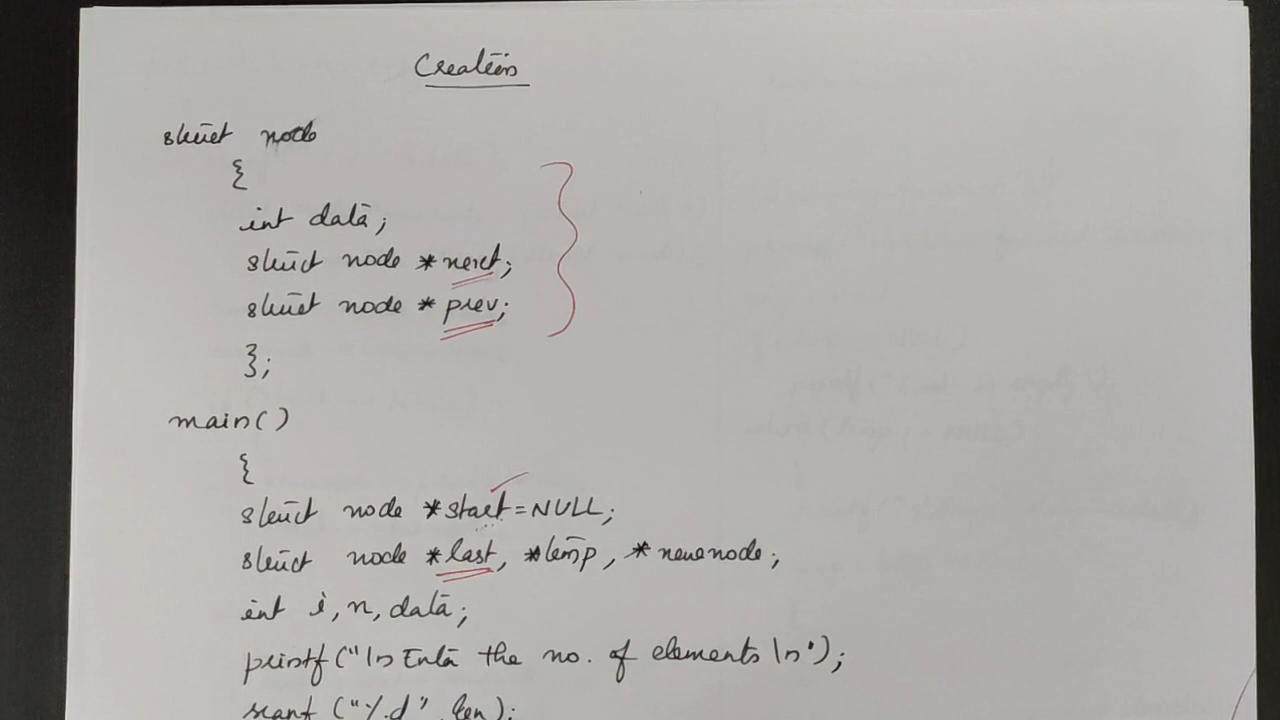 Creation
struct node
{
int data;
struct node *next;
struct node *prev;
};
main()
{
struct node *start=NULL;
struct node *last, *temp, *newnode;
int i, n, data;
printf("\n Enter the no. of elements \n");
scanf ("%d", &n);